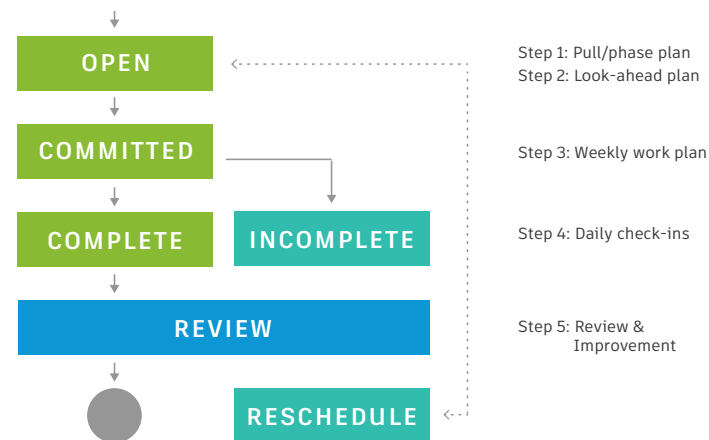 OPEN
Step 1: Pull/phase plan
Step 2: Look-ahead plan
COMMITTED
Step 3: Weekly work plan
COMPLETE
INCOMPLETE
Step 4: Daily check-ins
REVIEW
Step 5: Review &
Improvement
RESCHEDULE